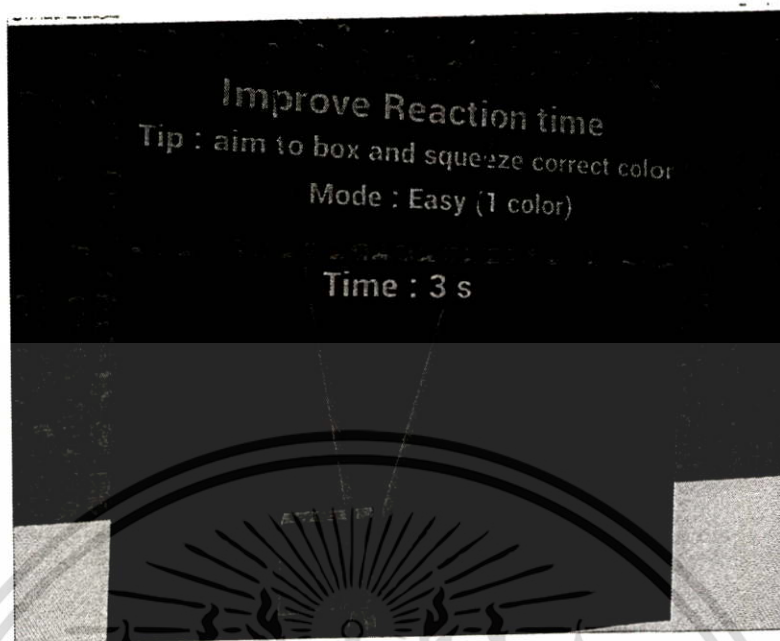 Improve Reaction time
Tip : aim to box and squeeze correct color
Mode : Easy (1 color)
Time : 3 s